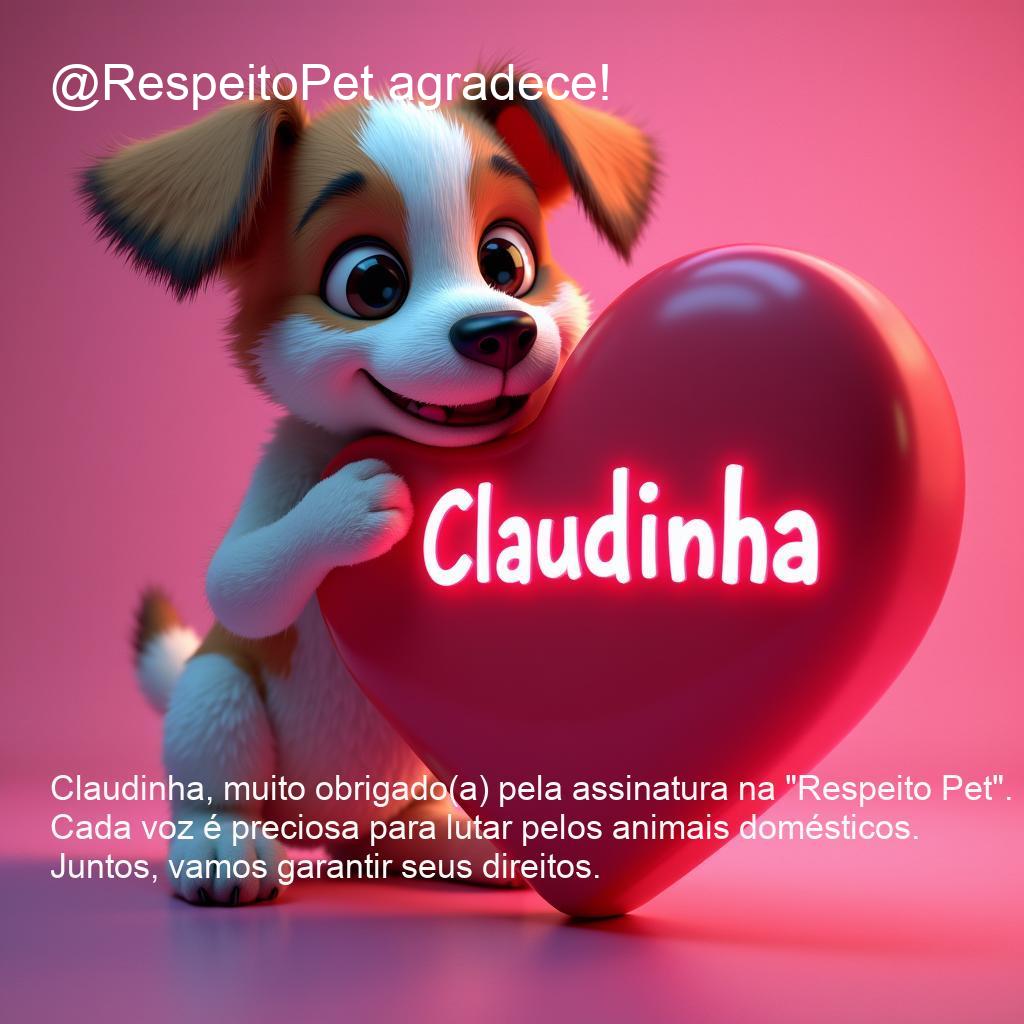 @RespeitoPet agradece!
Claudinha
Claudinha, muito obrigado(a) pela assinatura na "Respeito Pet".
Cada voz é preciosa para lutar pelos animais domésticos.
Juntos, vamos garantir seus direitos.